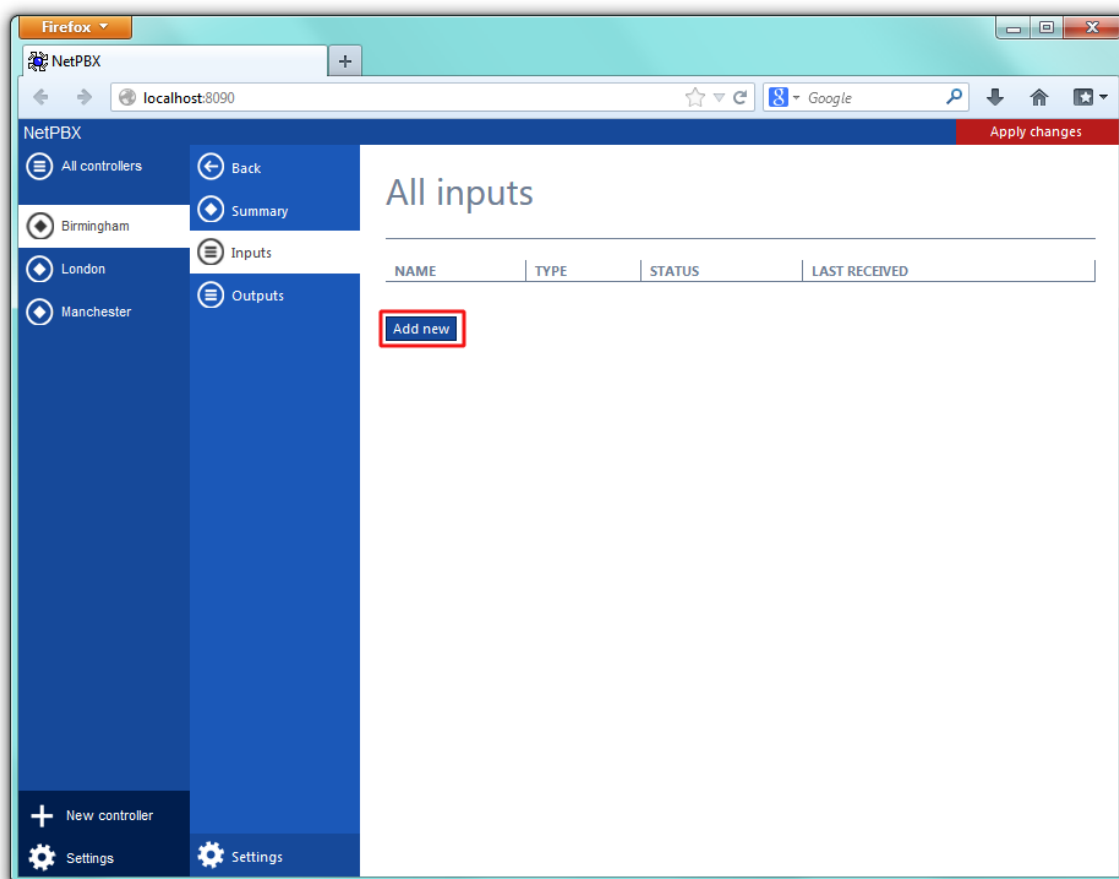 Firefox
NetPBX
localhost:8090
Google
NetPBX
Apply changes
All controllers
Birmingham
London
Manchester
New controller
Settings
Back
Summary
Inputs
Outputs
Settings
All inputs
NAME TYPE STATUS LAST RECEIVED
Add new